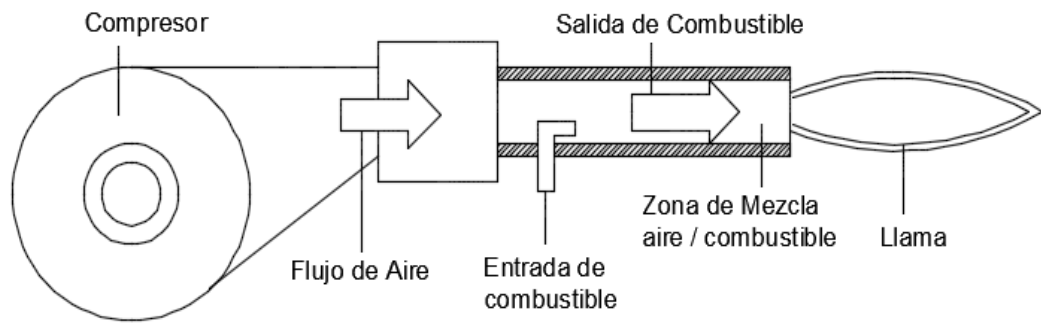 Compresor
Salida de Combustible
Flujo de Aire
Entrada de
combustible
Zona de Mezcla
aire / combustible
Llama